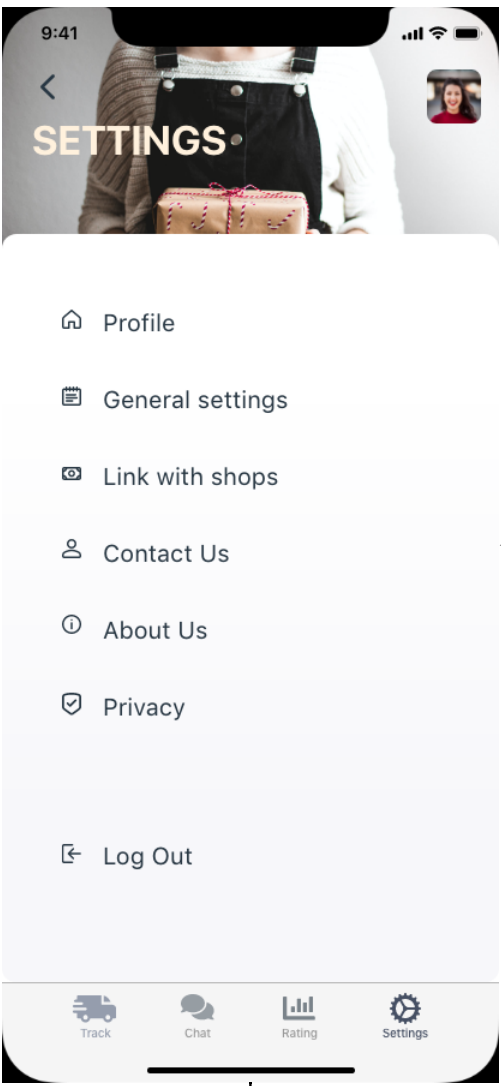 9:41
SETTINGS
Profile
General settings
Link with shops
Contact Us
About Us
Privacy
Log Out
Track
Chat
Rating
Settings